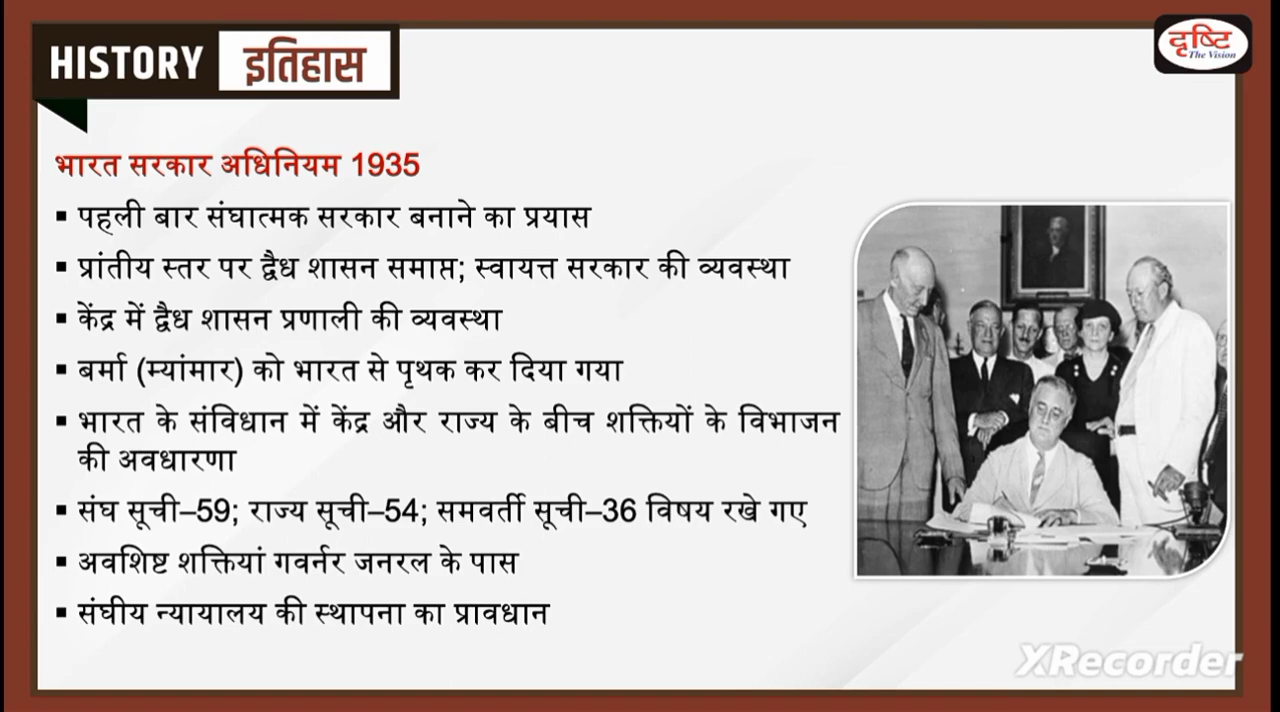 HISTORY इतिहास
दृष्टि
The Vision
भारत सरकार अधिनियम 1935
▪ पहली बार संघात्मक सरकार बनाने का प्रयास
▪ प्रांतीय स्तर पर द्वैध शासन समाप्त; स्वायत्त सरकार की व्यवस्था
▪ केंद्र में द्वैध शासन प्रणाली की व्यवस्था
▪ बर्मा (म्यांमार) को भारत से पृथक कर दिया गया
▪ भारत के संविधान में केंद्र और राज्य के बीच शक्तियों के विभाजन
की अवधारणा
▪ संघ सूची–59; राज्य सूची–54; समवर्ती सूची–36 विषय रखे गए
▪ अवशिष्ट शक्तियां गवर्नर जनरल के पास
▪ संघीय न्यायालय की स्थापना का प्रावधान
XRecorder